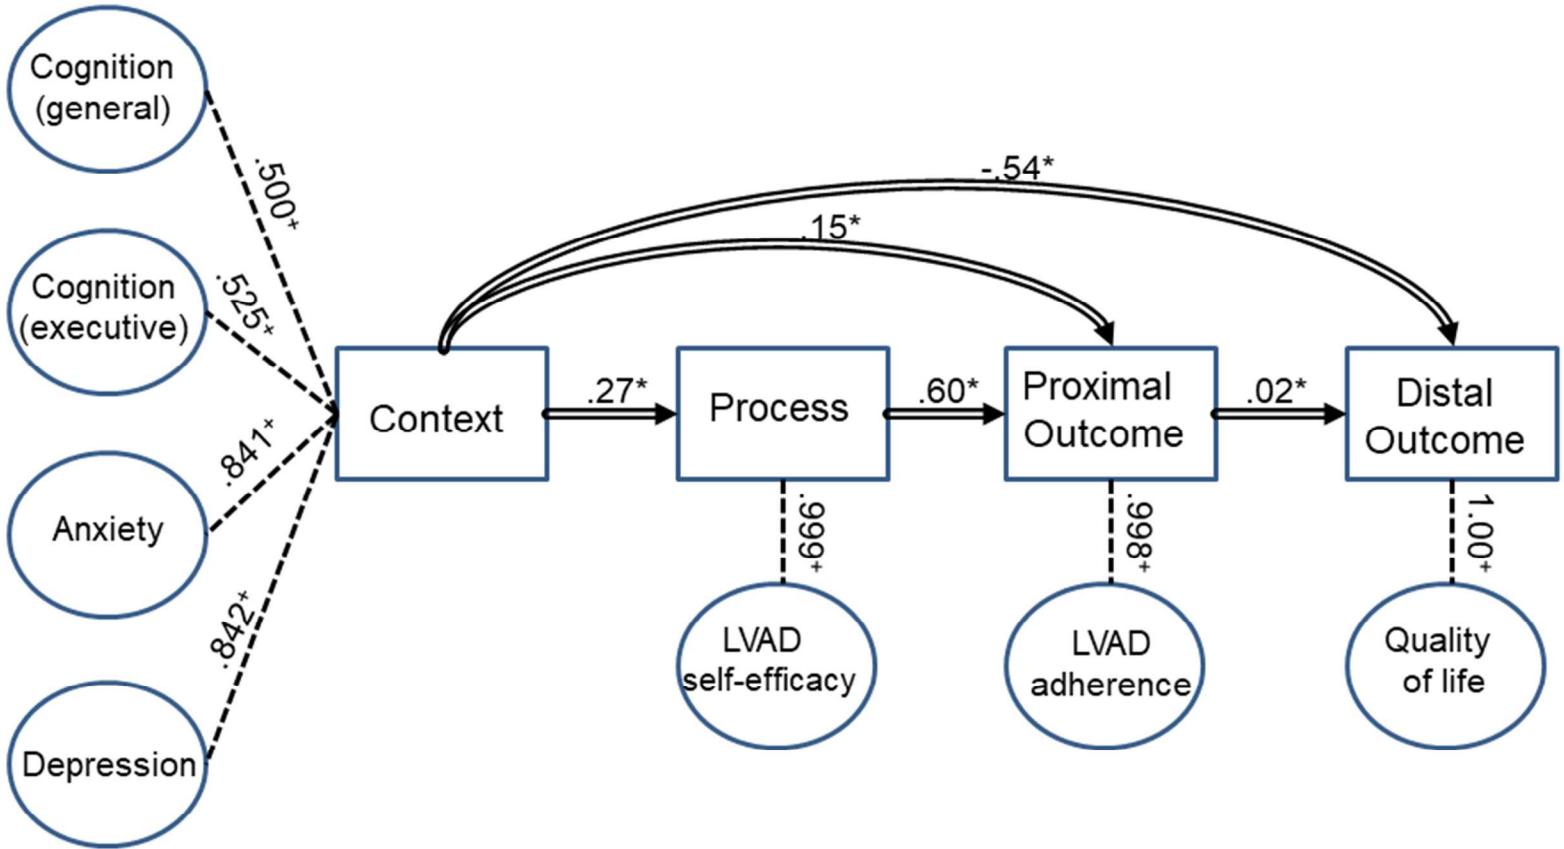 Cognition
(general)
.500+
Cognition
(executive)
.525+
Anxiety
.841+
Depression
.842+
-.54*
.15*
Context
.27*
Process
.60*
Proximal
Outcome
.02*
Distal
Outcome
.999+
.998+
1.00+
LVAD
self-efficacy
LVAD
adherence
Quality
of life